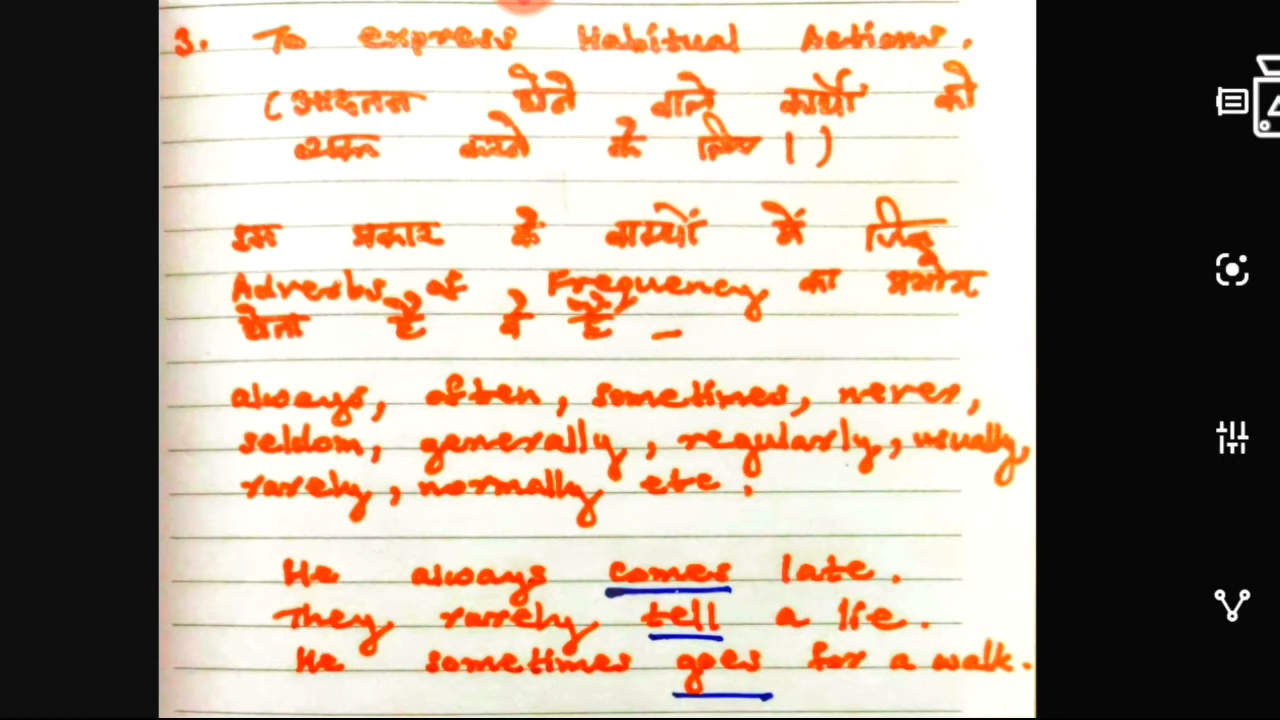 3. To express Habitual Actions.
(आदतन होने वाले कार्यों को
व्यक्त करने के लिए।)
इस प्रकार के वाक्यों में जिन
Adverbs of Frequency का प्रयोग
होता है वे हैं —
always, often, sometimes, never,
seldom, generally, regularly, usually,
rarely, normally etc.
He always comes late.
They rarely tell a lie.
He sometimes goes for a walk.